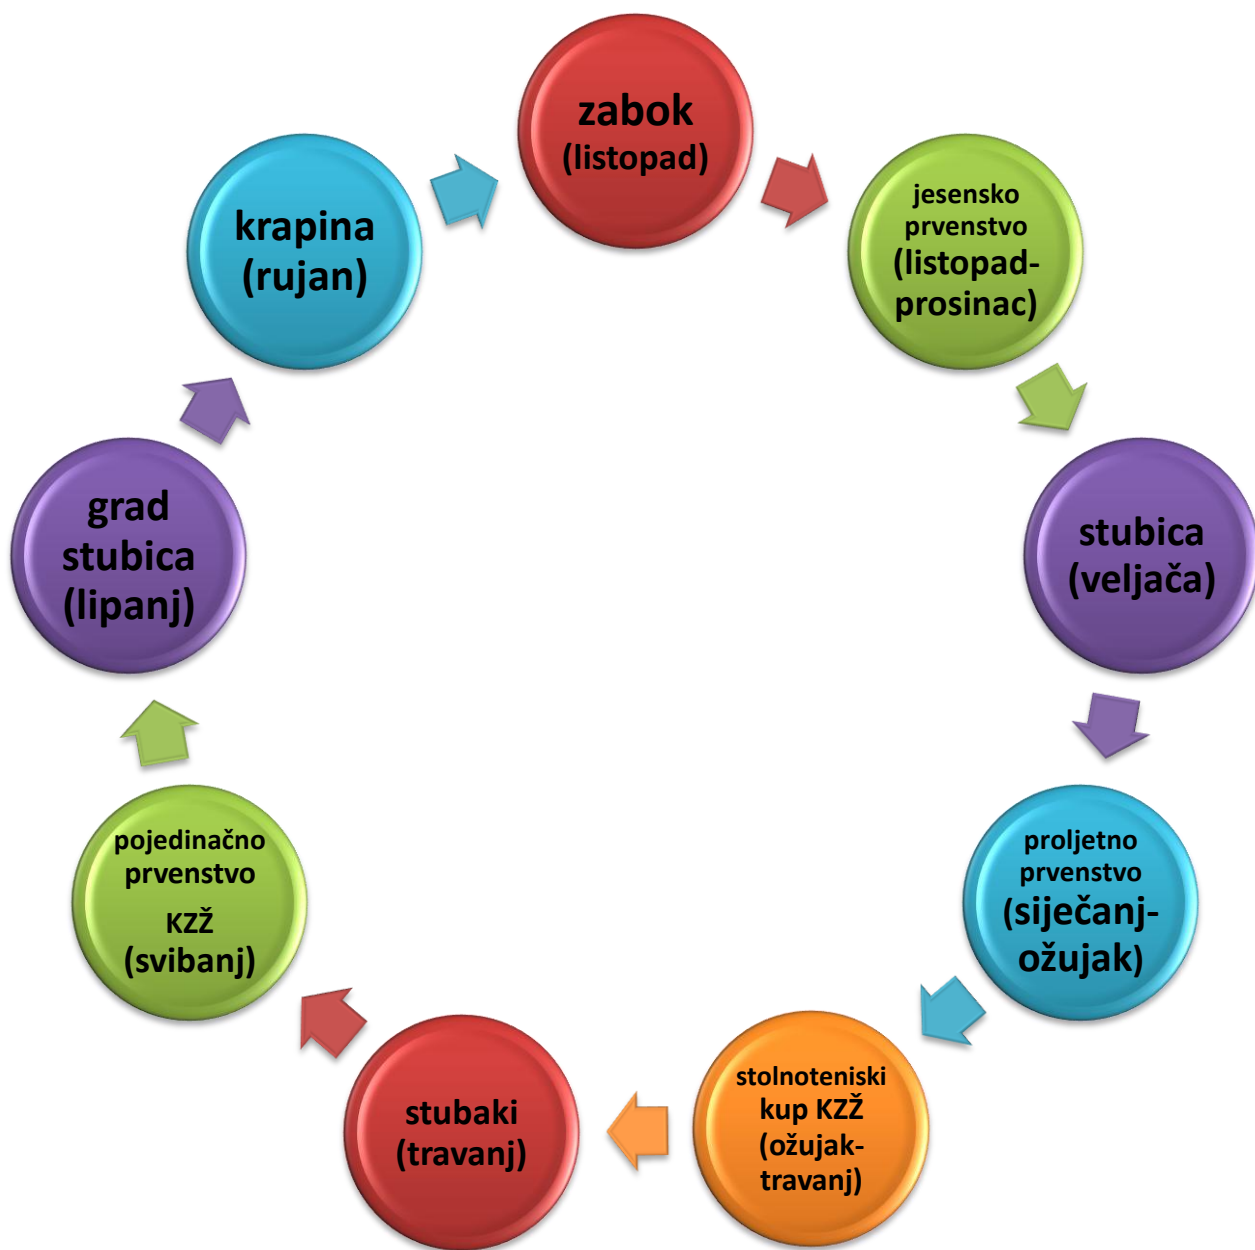 zabok
(listopad)
jesensko
prvenstvo
(listopad-
prosinac)
stubica
(veljača)
proljetno
prvenstvo
(siječanj-
ožujak)
stolnoteniski
kup KZŽ
(ožujak-
travanj)
stubaki
(travanj)
pojedinačno
prvenstvo
KZŽ
(svibanj)
grad
stubica
(lipanj)
krapina
(rujan)